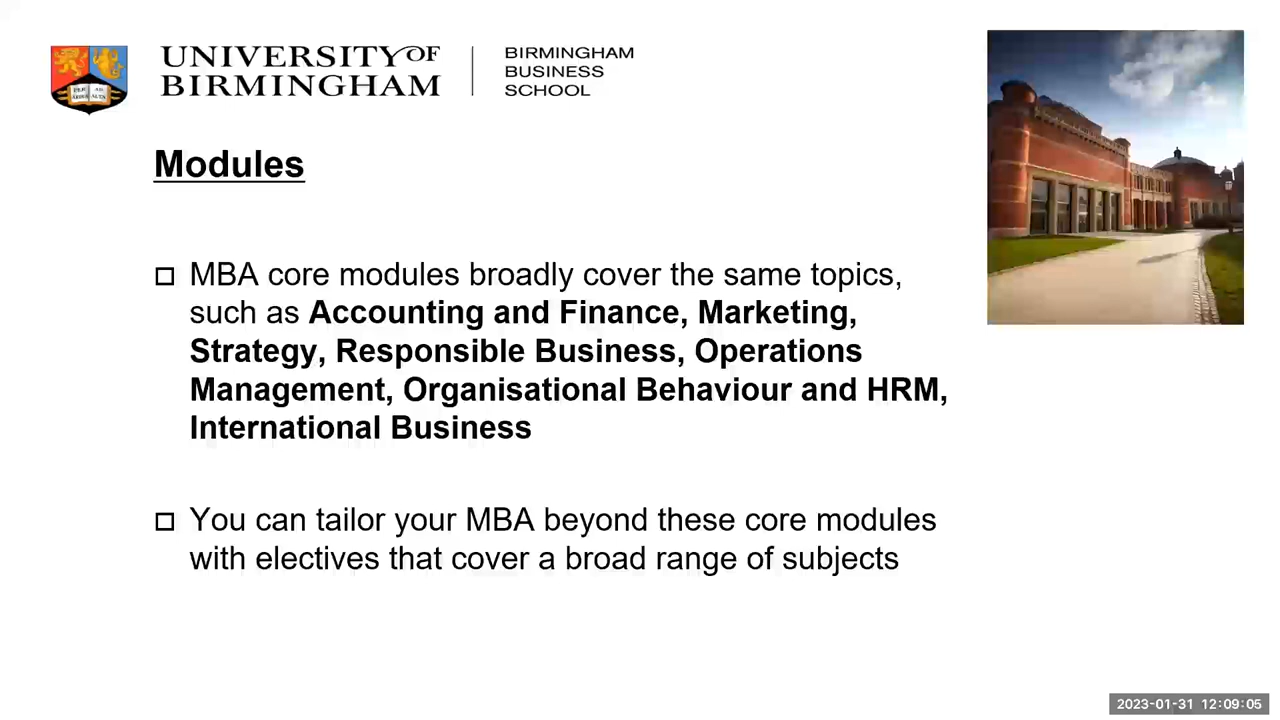 UNIVERSITY OF
BIRMINGHAM
BIRMINGHAM
BUSINESS
SCHOOL
Modules
MBA core modules broadly cover the same topics,
such as Accounting and Finance, Marketing,
Strategy, Responsible Business, Operations
Management, Organisational Behaviour and HRM,
International Business
You can tailor your MBA beyond these core modules
with electives that cover a broad range of subjects
2023-01-31 12:09:05